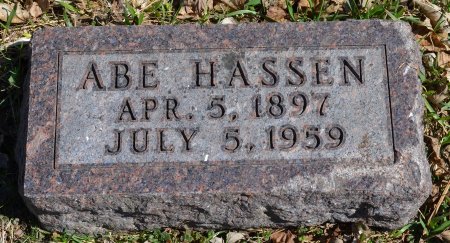 ABE HASSEN
APR. 5, 1897
JULY 5, 1959